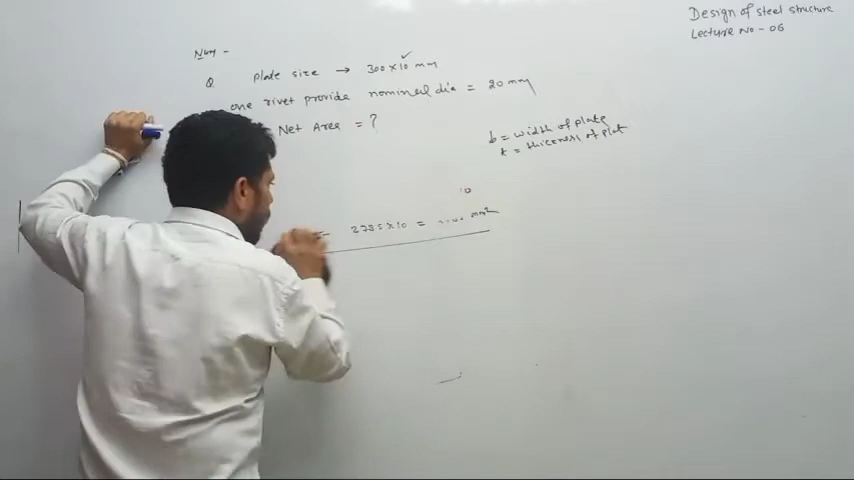 Design of steel structure
Lecture No - 06
Num -
Q plate size → 300 × 10 mm
one rivet provide nominal dia = 20 mm
Net Area = ?
b = width of plate
t = thickness of plat
= 278.5 × 10 = mm²